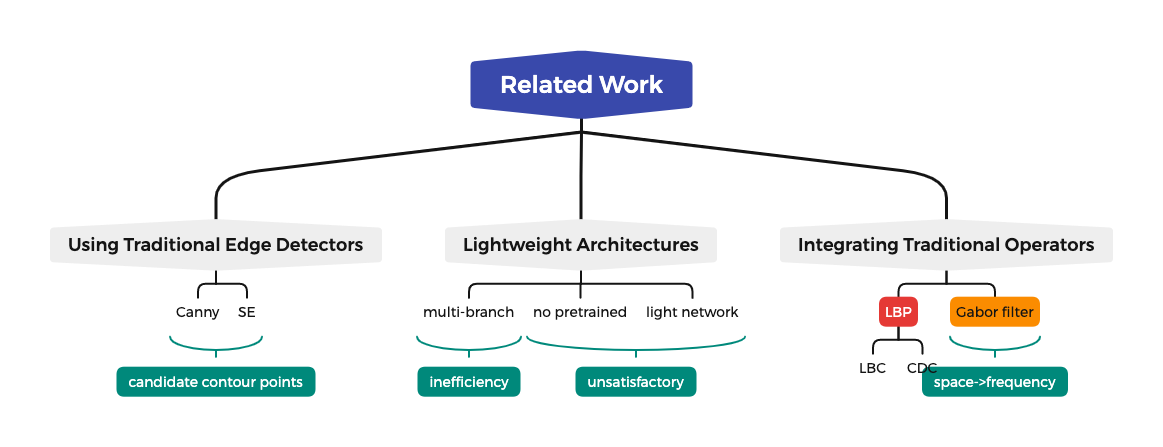 Related Work
Using Traditional Edge Detectors
Lightweight Architectures
Integrating Traditional Operators
Canny
SE
multi-branch
no pretrained
light network
LBP
Gabor filter
LBC
CDC
candidate contour points
inefficiency
unsatisfactory
space->frequency